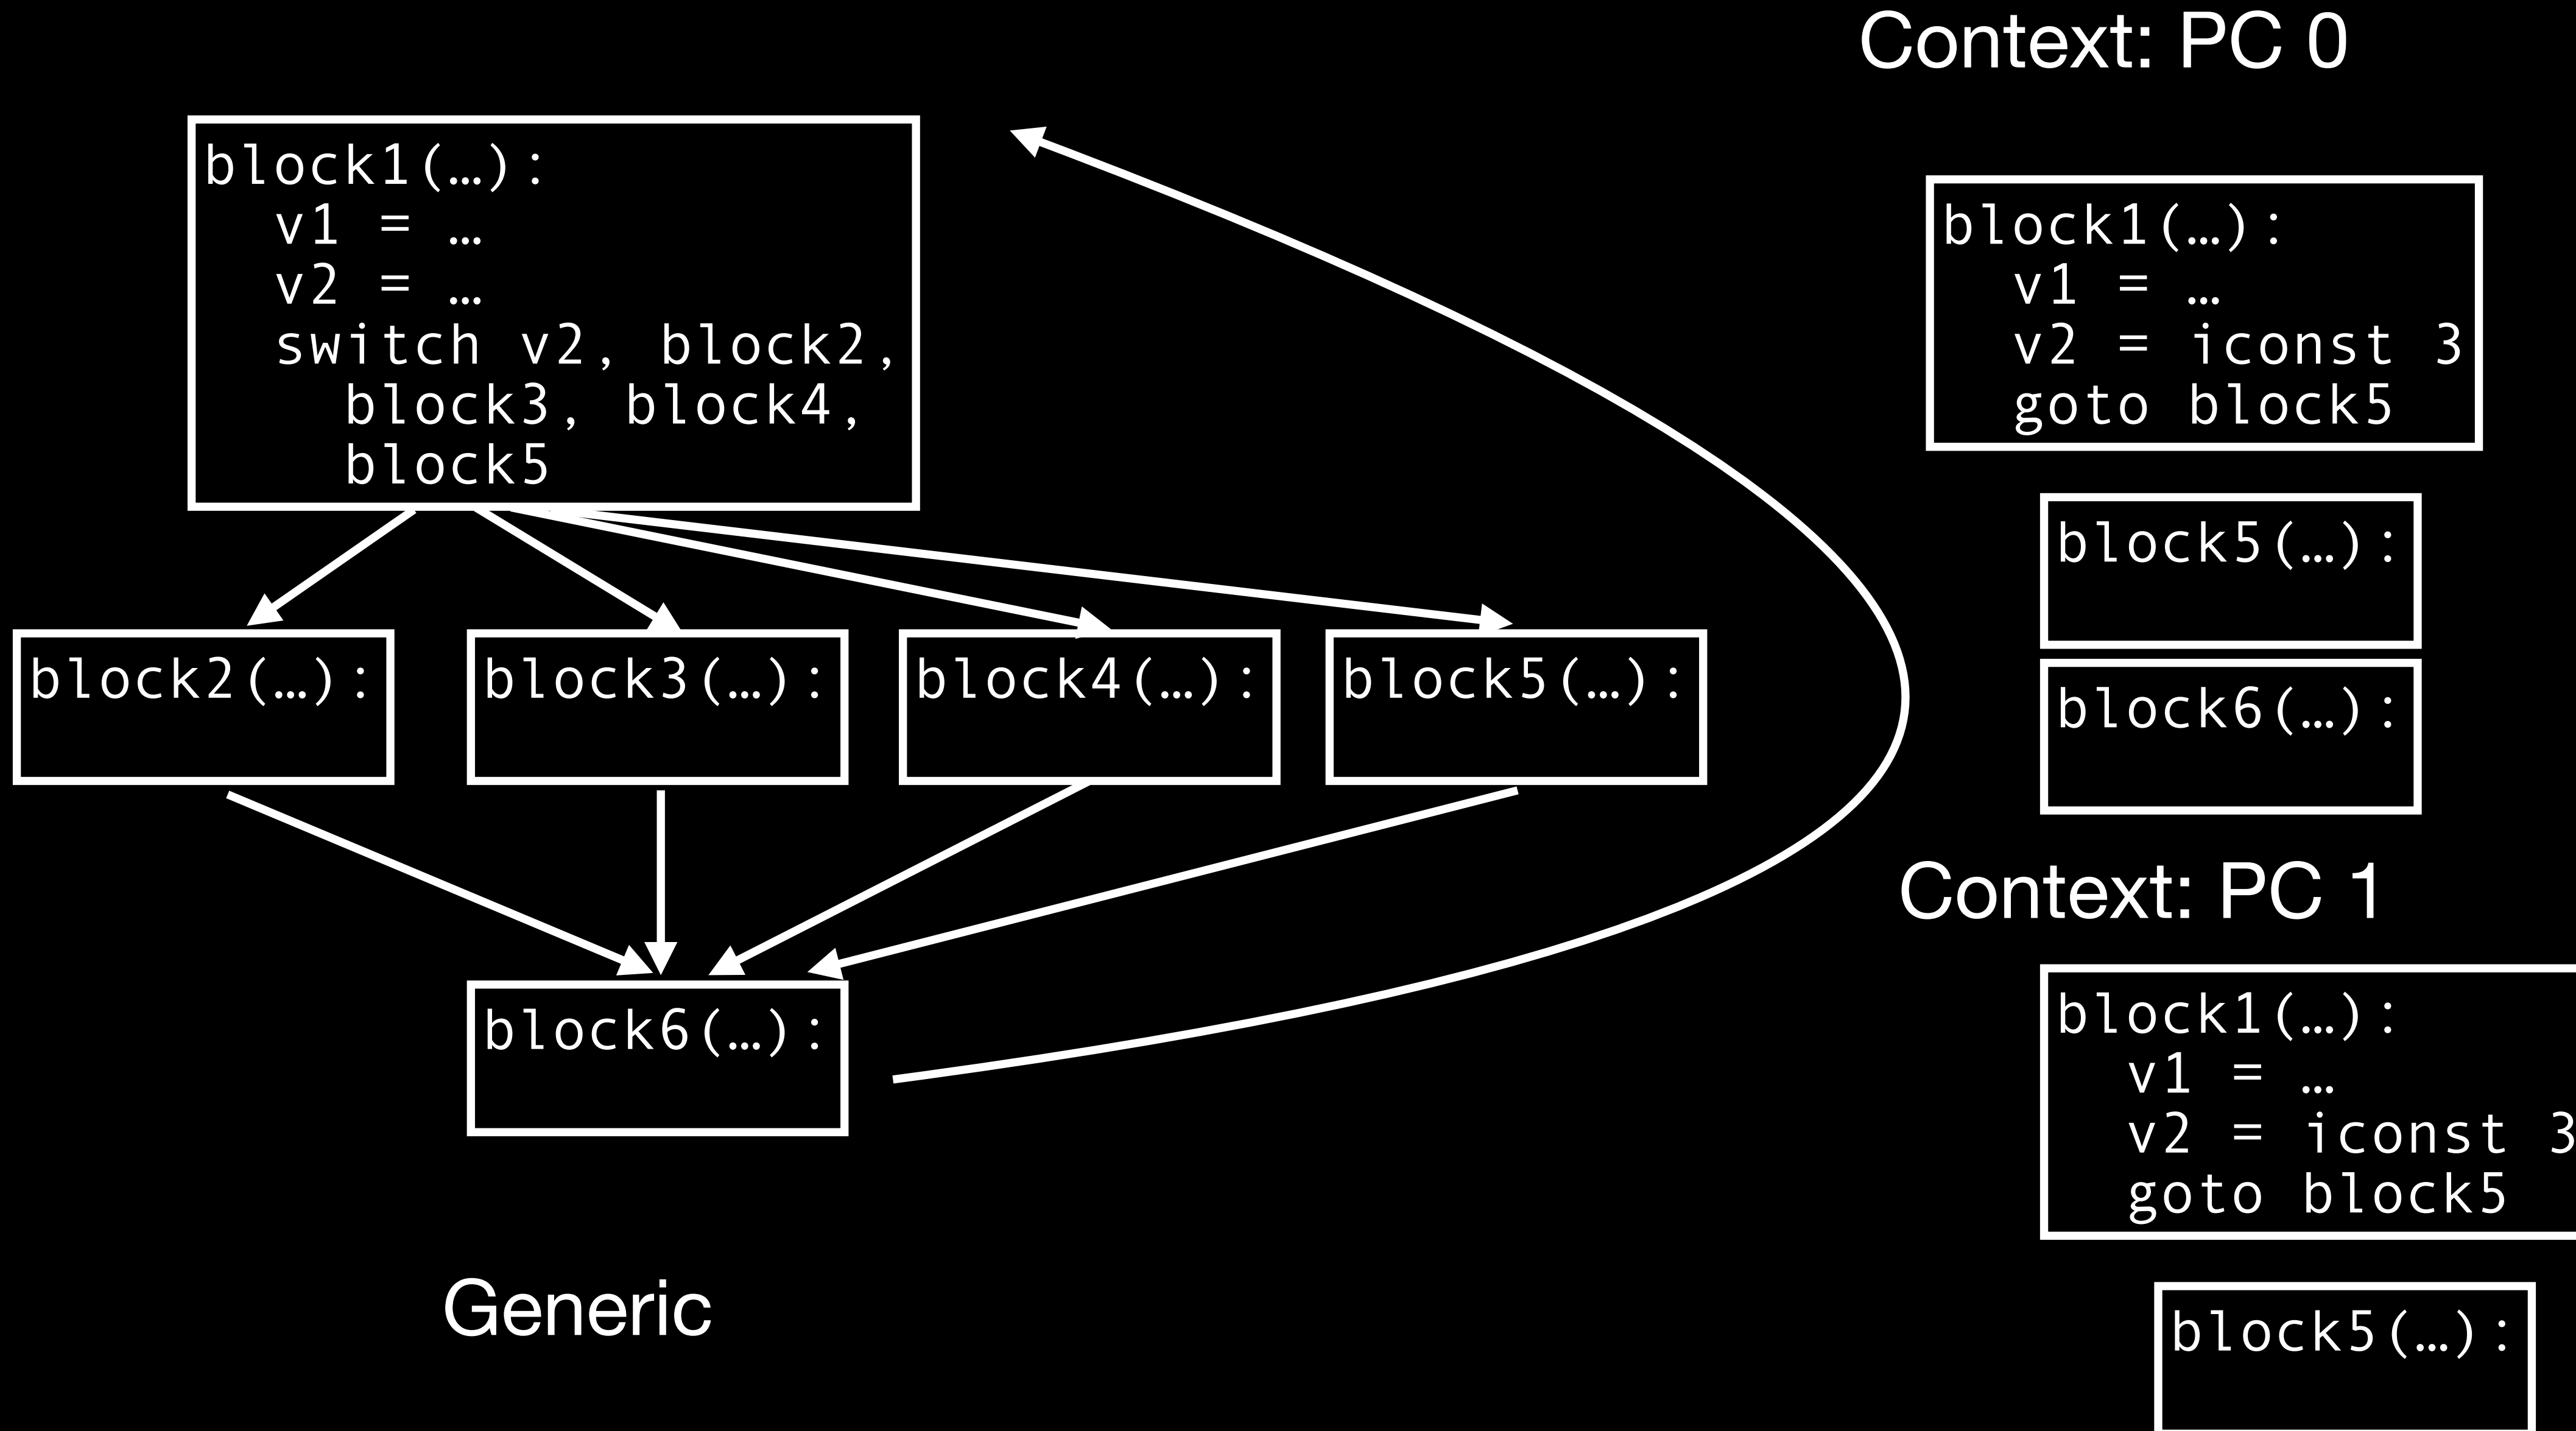 block1(…):
v1 = …
v2 = …
switch v2, block2,
block3, block4,
block5
block2(…):
block3(…):
block4(…):
block5(…):
block6(…):
Generic
Context: PC 0
block1(…):
v1 = …
v2 = iconst 3
goto block5
block5(…):
block6(…):
Context: PC 1
block1(…):
v1 = …
v2 = iconst 3
goto block5
block5(…):